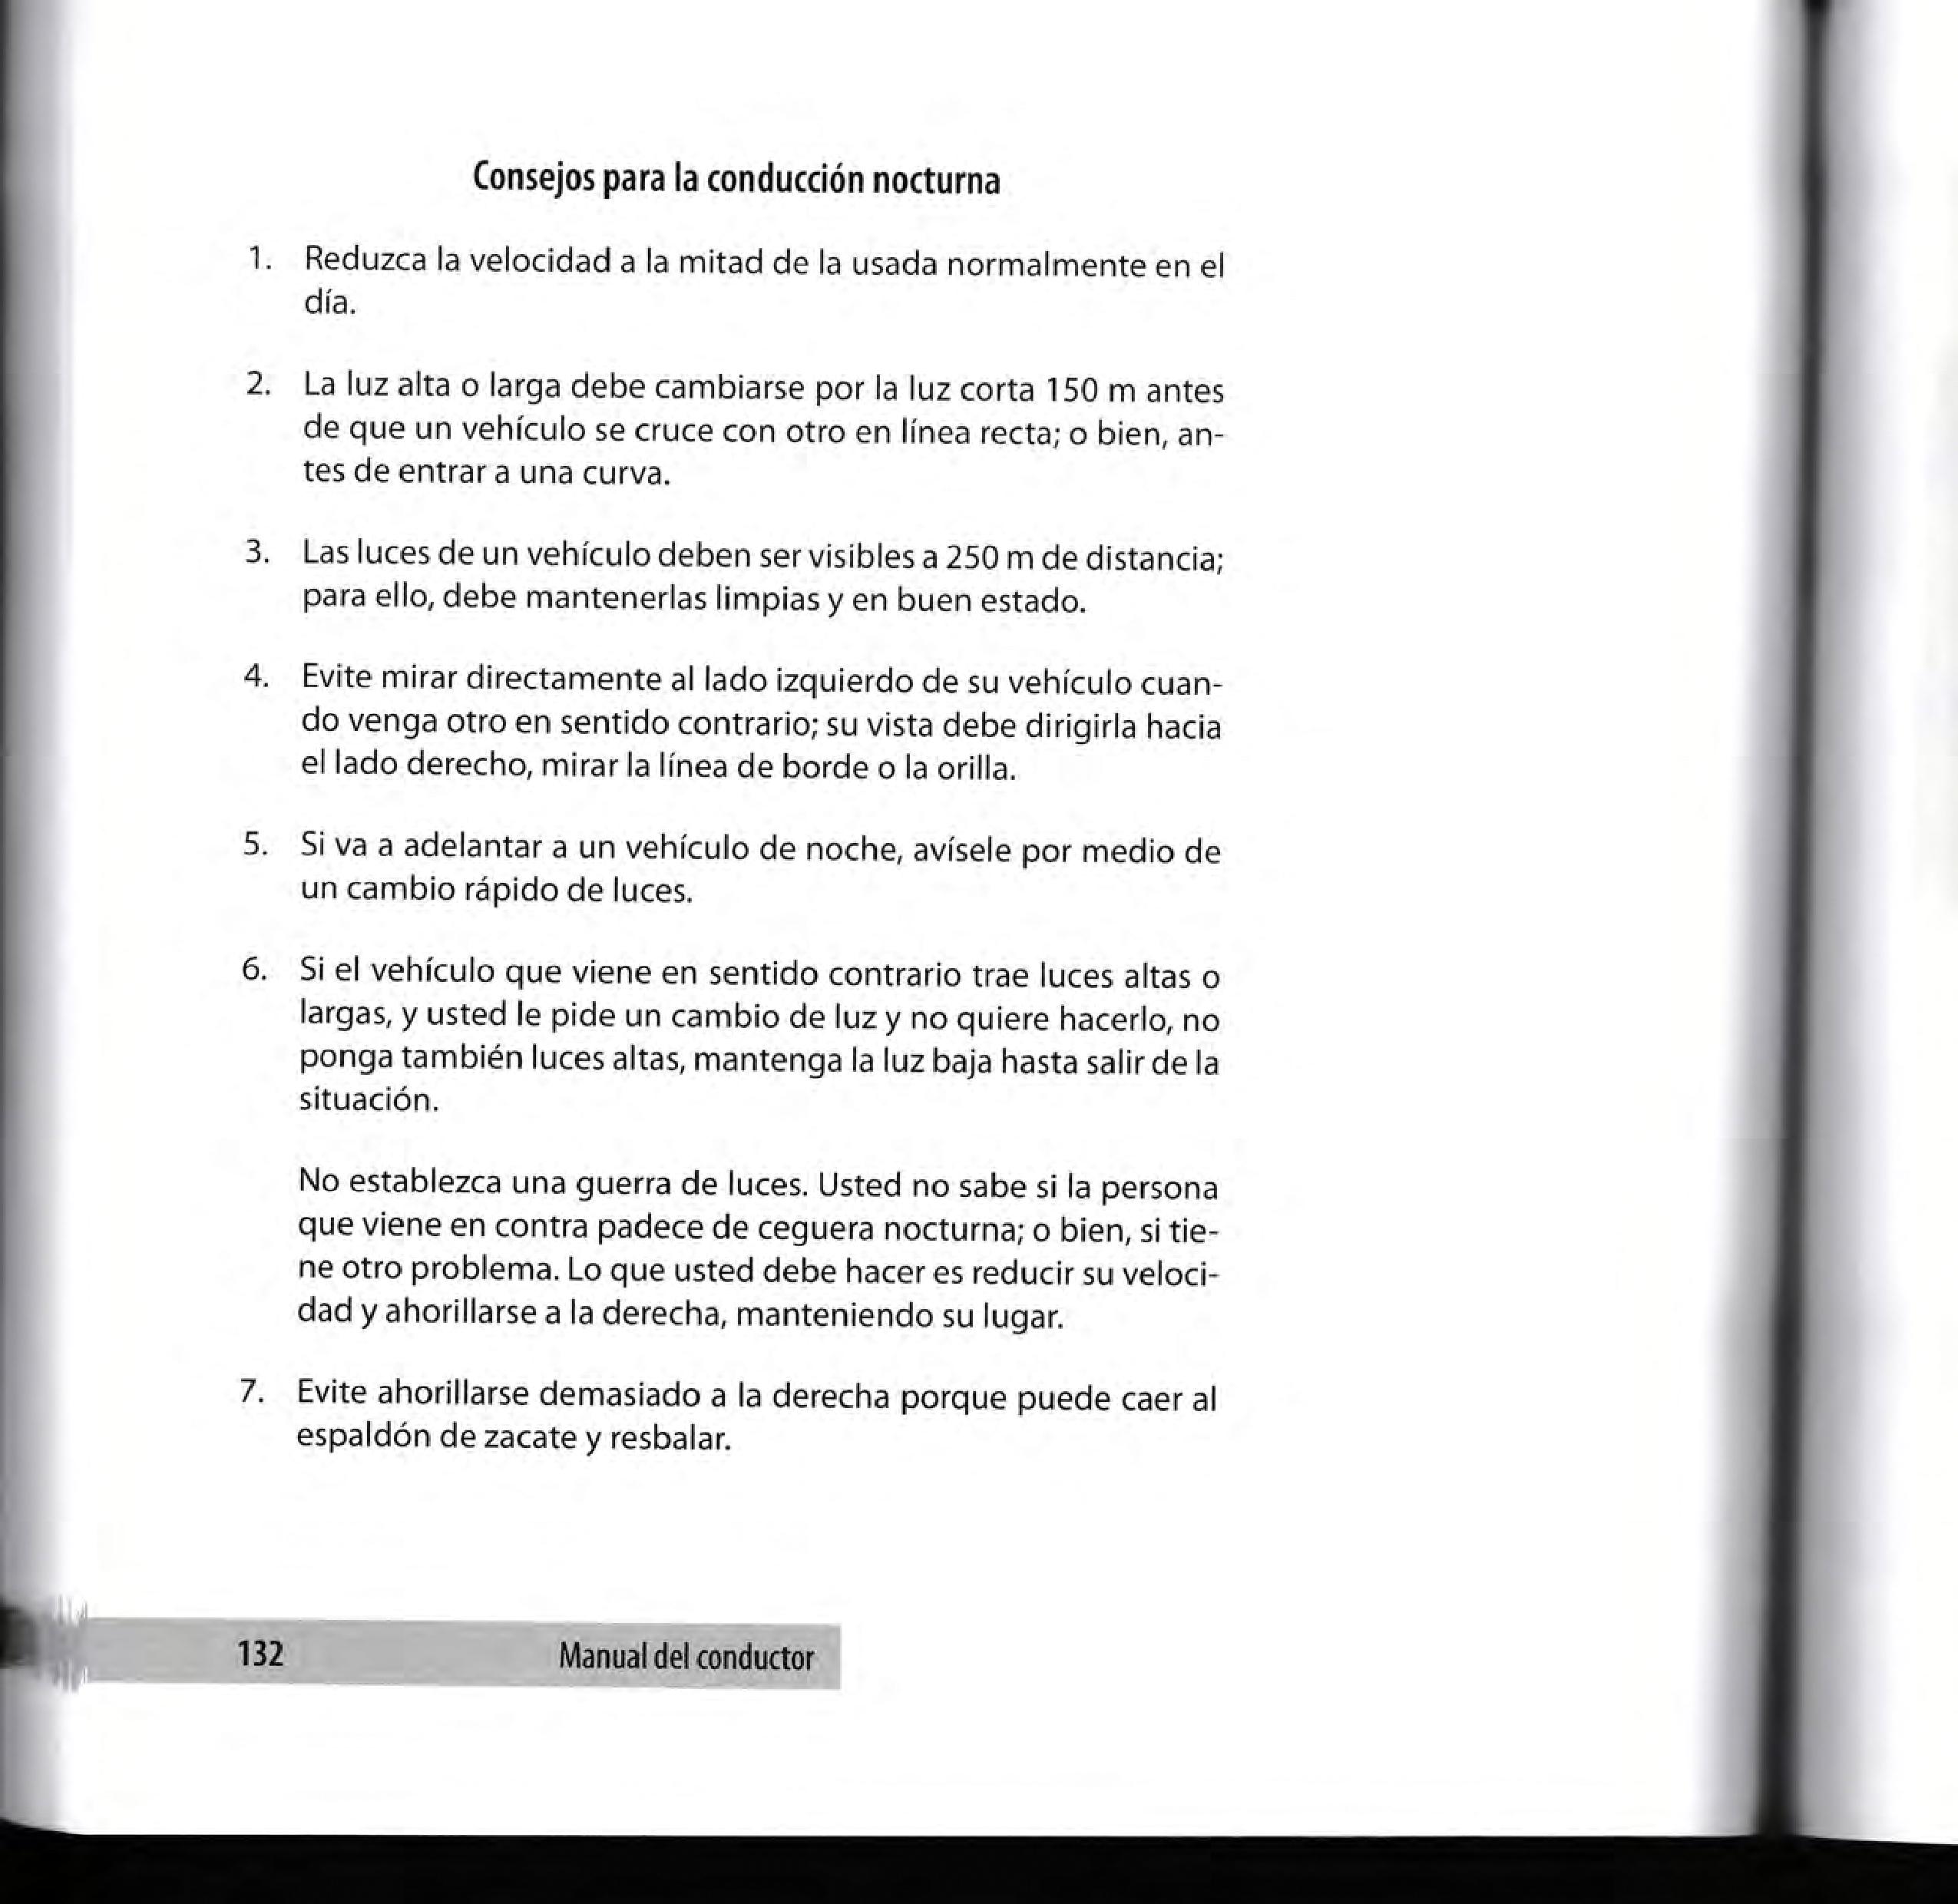 Consejos para la conducción nocturna
1. Reduzca la velocidad a la mitad de la usada normalmente en el
día.
2. La luz alta o larga debe cambiarse por la luz corta 150 m antes
de que un vehículo se cruce con otro en línea recta; o bien, an-
tes de entrar a una curva.
3. Las luces de un vehículo deben ser visibles a 250 m de distancia;
para ello, debe mantenerlas limpias y en buen estado.
4. Evite mirar directamente al lado izquierdo de su vehículo cuan-
do venga otro en sentido contrario; su vista debe dirigirla hacia
el lado derecho, mirar la línea de borde o la orilla.
5. Si va a adelantar a un vehículo de noche, avísele por medio de
un cambio rápido de luces.
6. Si el vehículo que viene en sentido contrario trae luces altas o
largas, y usted le pide un cambio de luz y no quiere hacerlo, no
ponga también luces altas, mantenga la luz baja hasta salir de la
situación.
No establezca una guerra de luces. Usted no sabe si la persona
que viene en contra padece de ceguera nocturna; o bien, si tie-
ne otro problema. Lo que usted debe hacer es reducir su veloci-
dad y ahorillarse a la derecha, manteniendo su lugar.
7. Evite ahorillarse demasiado a la derecha porque puede caer al
espaldón de zacate y resbalar.
132 Manual del conductor